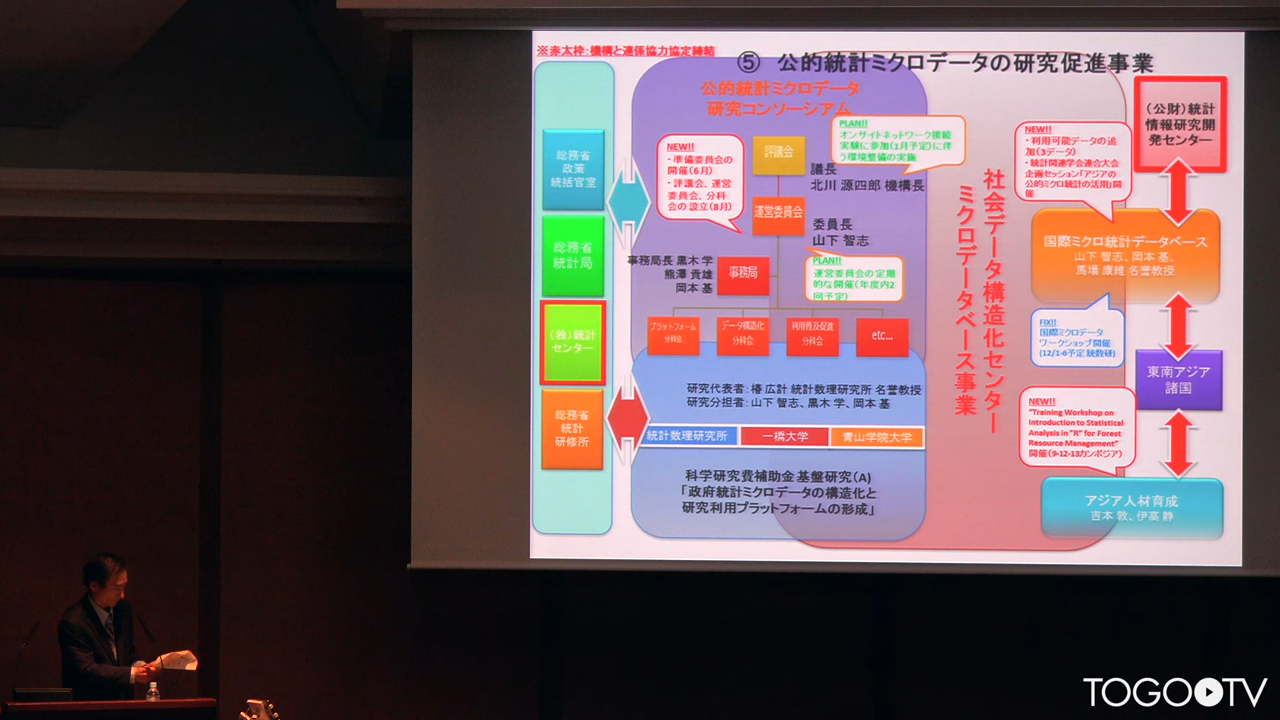 ※赤太枠:機構と連係協力協定締結
⑤ 公的統計ミクロデータの研究促進事業
公的統計ミクロデータ
研究コンソーシアム
総務省
政策
統括官室
総務省
統計局
(独)統計
センター
総務省
統計
研修所
NEW!!
・準備委員会の
開催(6月)
・評議会、運営
委員会、分科
会の設立(8月)
評議会
議長
北川 源四郎 機構長
PLAN!!
オンサイトネットワーク接続
実験に参加(1月予定)に伴
う環境整備の実施
運営委員会
委員長
山下 智志
事務局長 黒木 学
熊澤 貴雄
岡本 基
事務局
PLAN!!
運営委員会の定期
的な開催(年度内2
回予定)
プラットフォーム
分科会
データ構造化
分科会
利用普及促進
分科会
etc...
研究代表者:椿 広計 統計数理研究所 名誉教授
研究分担者:山下 智志、黒木 学、岡本 基
統計数理研究所
一橋大学
青山学院大学
科学研究費補助金 基盤研究(A)
「政府統計ミクロデータの構造化と
研究利用プラットフォームの形成」
社会データ構造化センター
ミクロデータベース事業
(公財)統計
情報研究開
発センター
NEW!!
・利用可能データの追
加(3データ)
・統計関連学会連合大会
企画セッション「アジアの
公的ミクロ統計の活用」開
催
国際ミクロ統計データベース
山下 智志、岡本 基、
馬場 康維 名誉教授
FIX!!
国際ミクロデータ
ワークショップ開催
(12/1-6予定 統数研)
東南アジア
諸国
NEW!!
"Training Workshop on
Introduction to Statistical
Analysis in "R" for Forest
Resource Management"
開催(9-12-13カンボジア)
アジア人材育成
吉本 敦、伊高 静
TOGO TV